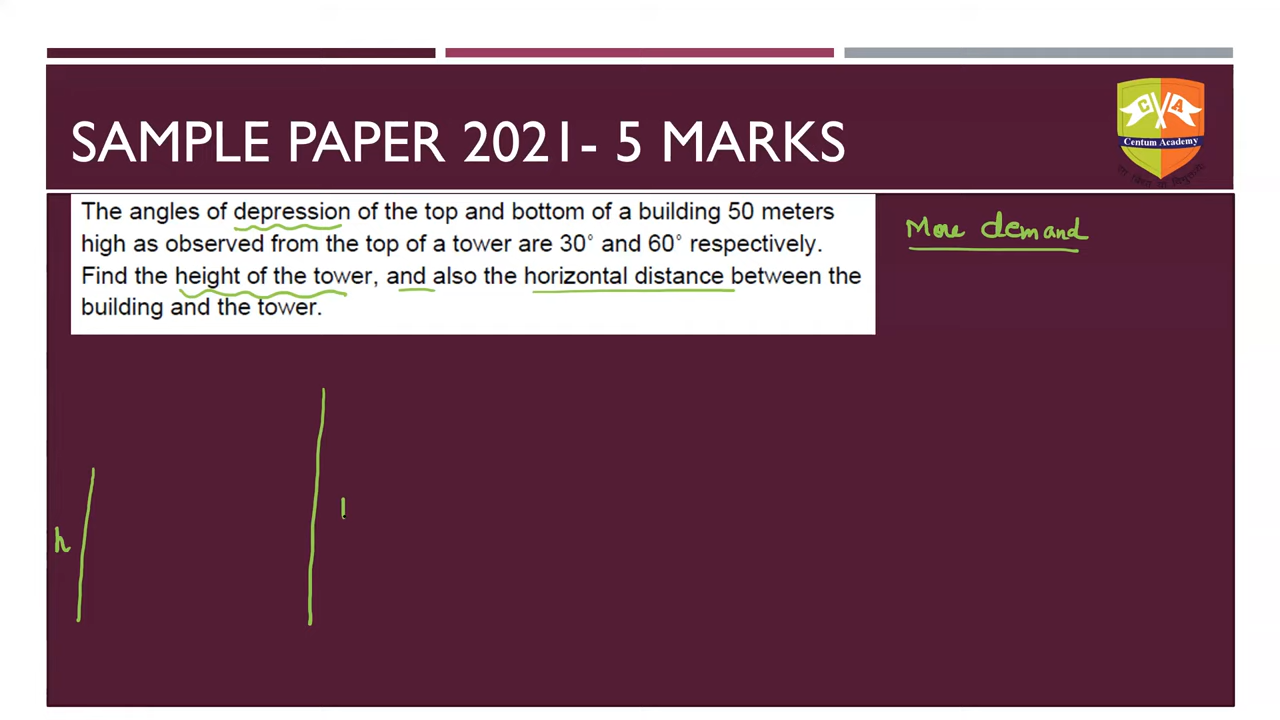 SAMPLE PAPER 2021- 5 MARKS
C A
Centum Academy
The angles of depression of the top and bottom of a building 50 meters
high as observed from the top of a tower are 30° and 60° respectively.
Find the height of the tower, and also the horizontal distance between the
building and the tower.
More demand
h